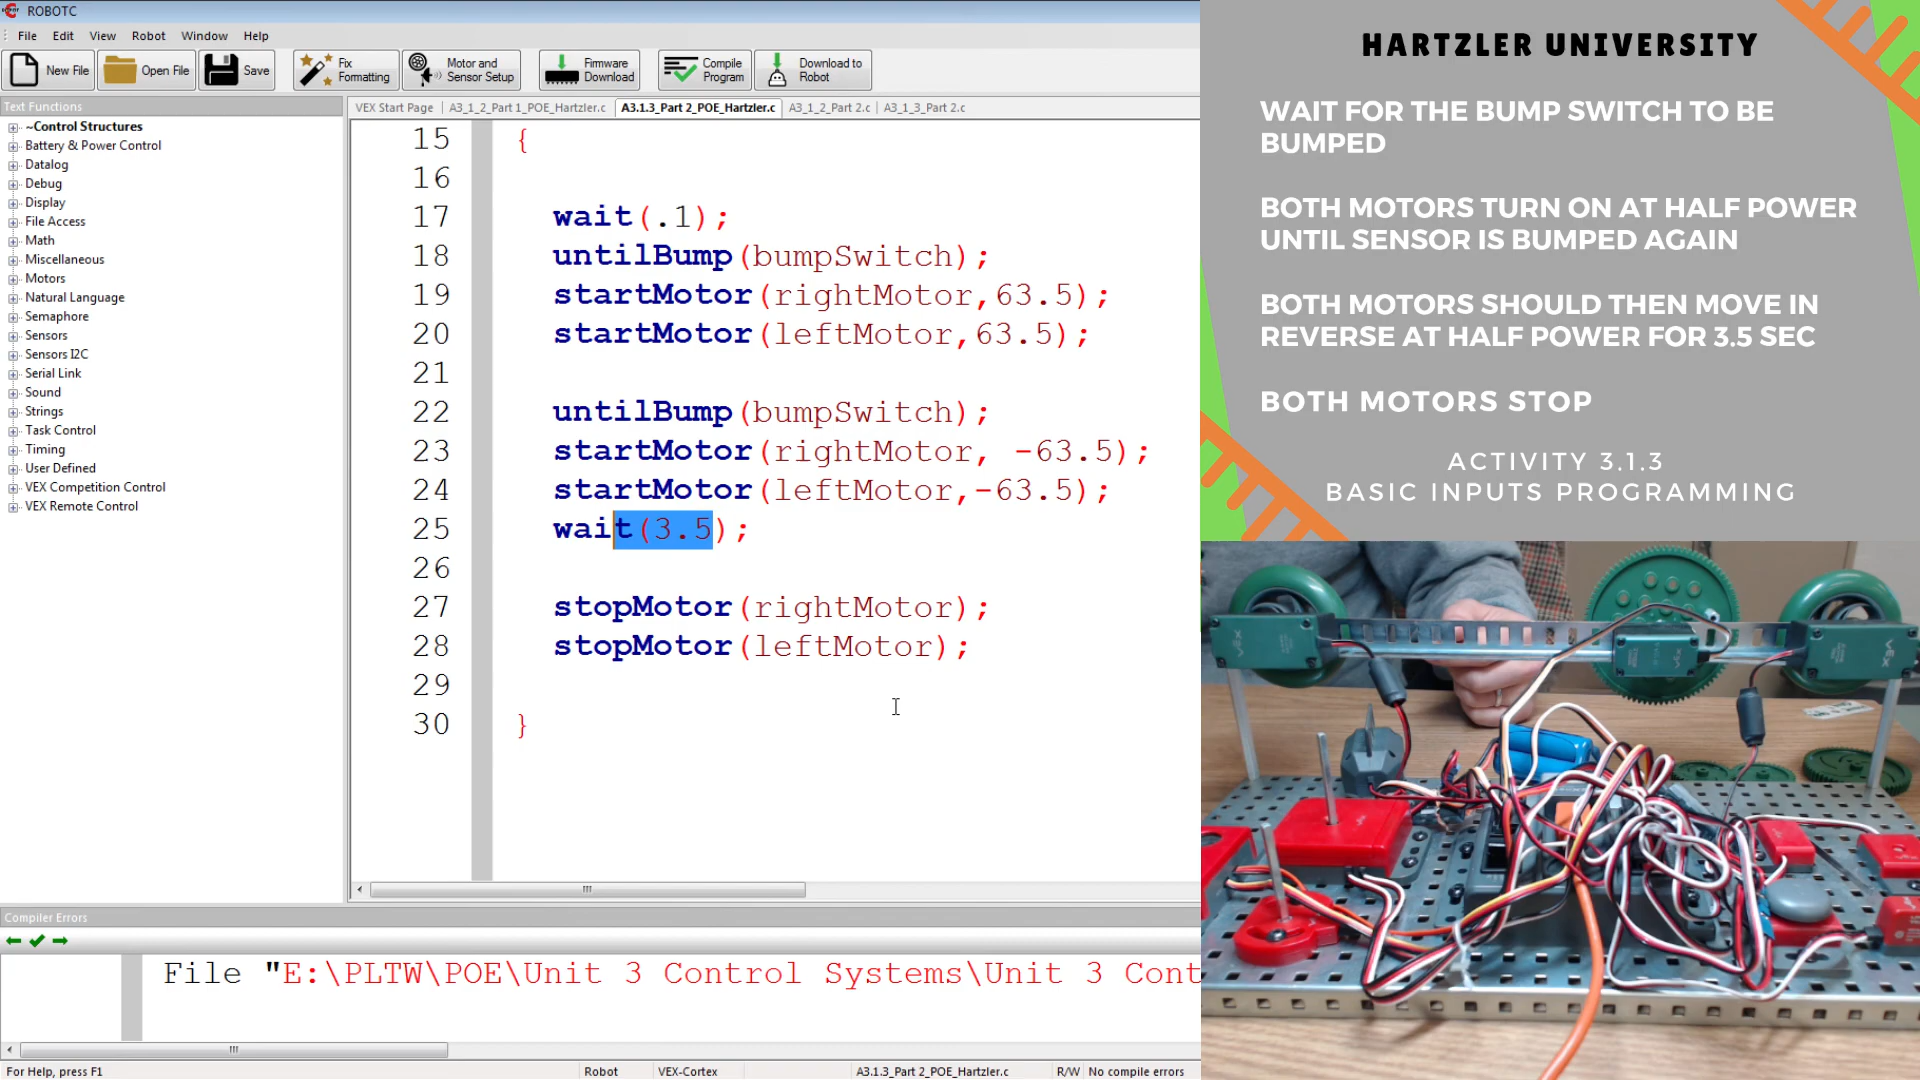 ROBOTC
File Edit View Robot Window Help
New File Open File Save Fix Formatting Motor and Sensor Setup Firmware Download Compile Program Download to Robot
Text Functions
~Control Structures
Battery & Power Control
Datalog
Debug
Display
File Access
Math
Miscellaneous
Motors
Natural Language
Semaphore
Sensors
Sensors I2C
Serial Link
Sound
Strings
Task Control
Timing
User Defined
VEX Competition Control
VEX Remote Control
VEX Start Page A3_1_2_Part 1_POE_Hartzler.c A3.1.3_Part 2_POE_Hartzler.c A3_1_2_Part 2.c A3_1_3_Part 2.c
15 {
16
17 wait(.1);
18 untilBump(bumpSwitch);
19 startMotor(rightMotor,63.5);
20 startMotor(leftMotor,63.5);
21
22 untilBump(bumpSwitch);
23 startMotor(rightMotor, -63.5);
24 startMotor(leftMotor,-63.5);
25 wait(3.5);
26
27 stopMotor(rightMotor);
28 stopMotor(leftMotor);
29
30 }
Compiler Errors
File "E:\PLTW\POE\Unit 3 Control Systems\Unit 3 Cont
For Help, press F1 Robot VEX-Cortex A3.1.3_Part 2_POE_Hartzler.c R/W No compile errors
HARTZLER UNIVERSITY
WAIT FOR THE BUMP SWITCH TO BE
BUMPED
BOTH MOTORS TURN ON AT HALF POWER
UNTIL SENSOR IS BUMPED AGAIN
BOTH MOTORS SHOULD THEN MOVE IN
REVERSE AT HALF POWER FOR 3.5 SEC
BOTH MOTORS STOP
ACTIVITY 3.1.3
BASIC INPUTS PROGRAMMING